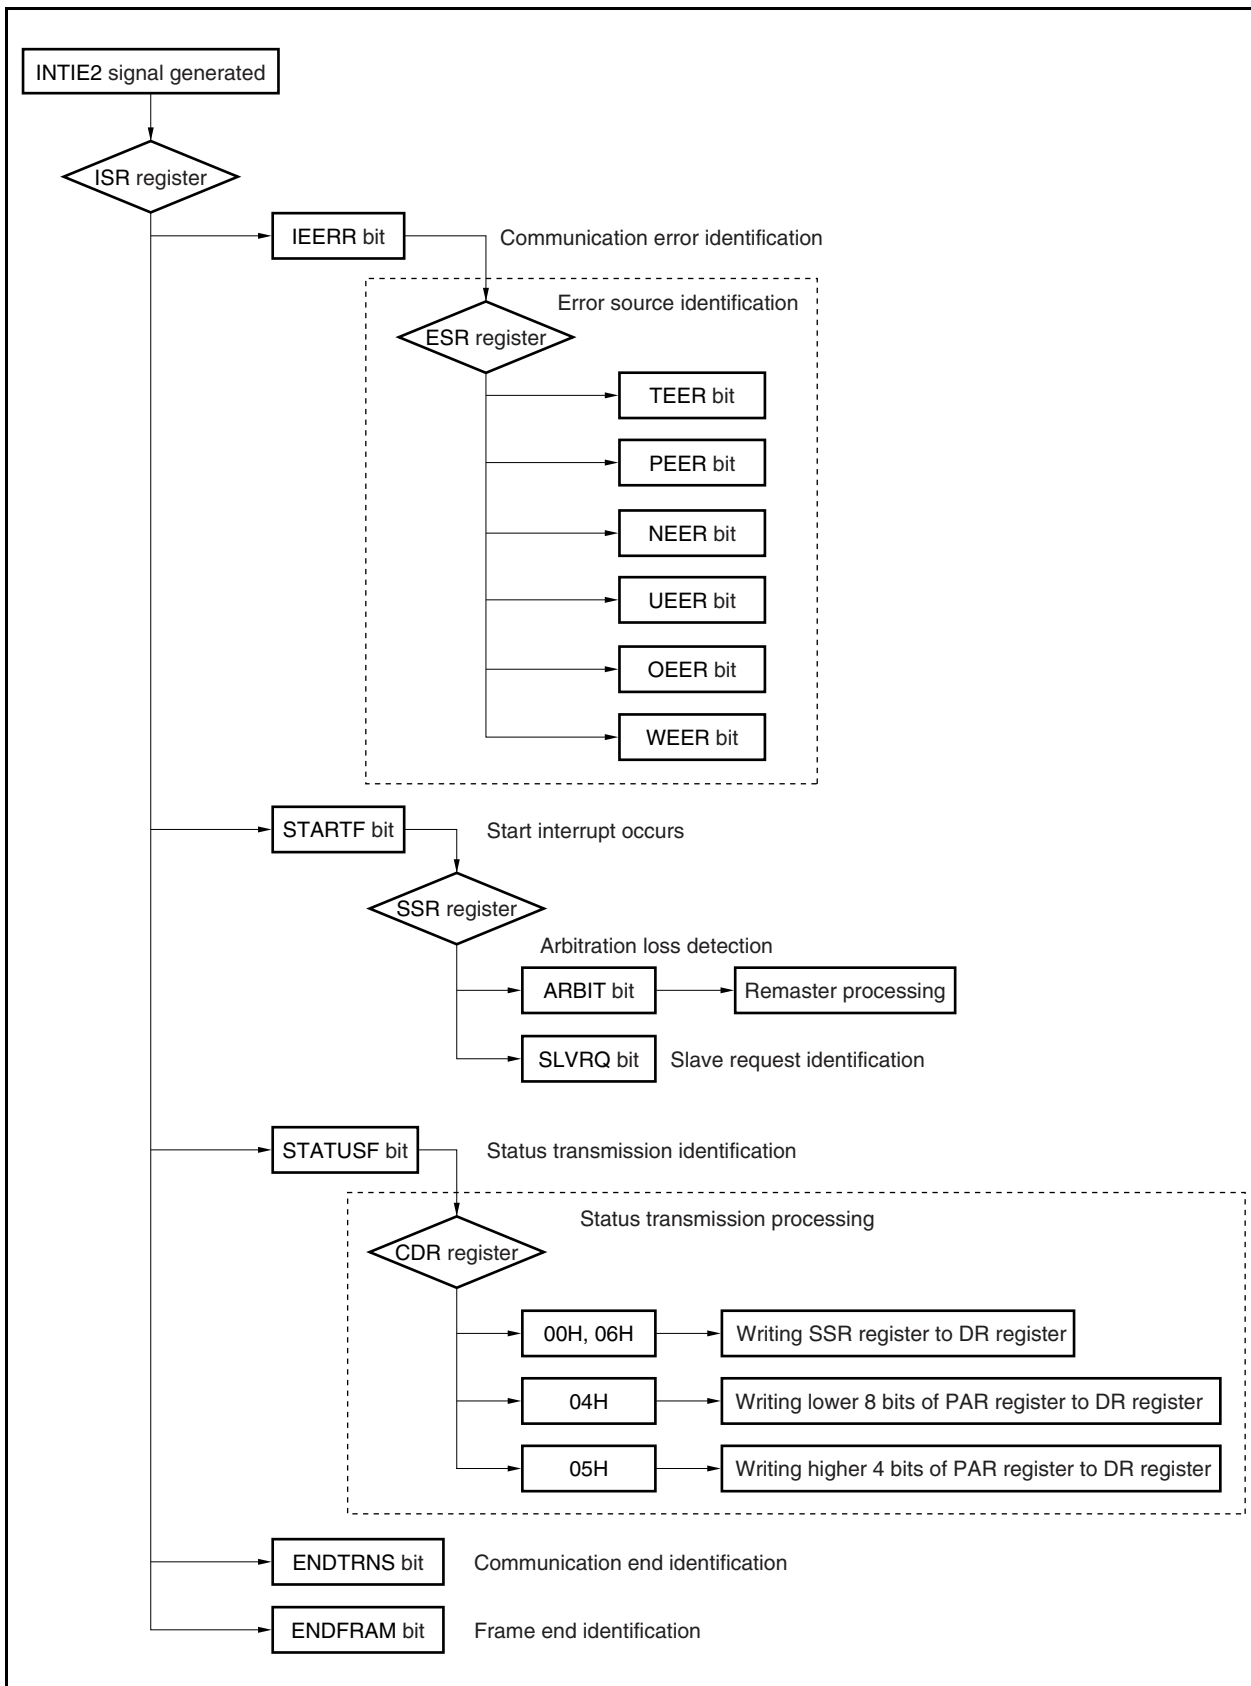 INTIE2 signal generated
ISR register
IEERR bit
Communication error identification
Error source identification
ESR register
TEER bit
PEER bit
NEER bit
UEER bit
OEER bit
WEER bit
STARTF bit
Start interrupt occurs
SSR register
Arbitration loss detection
ARBIT bit
Remaster processing
SLVRQ bit
Slave request identification
STATUSF bit
Status transmission identification
Status transmission processing
CDR register
00H, 06H
Writing SSR register to DR register
04H
Writing lower 8 bits of PAR register to DR register
05H
Writing higher 4 bits of PAR register to DR register
ENDTRNS bit
Communication end identification
ENDFRAM bit
Frame end identification